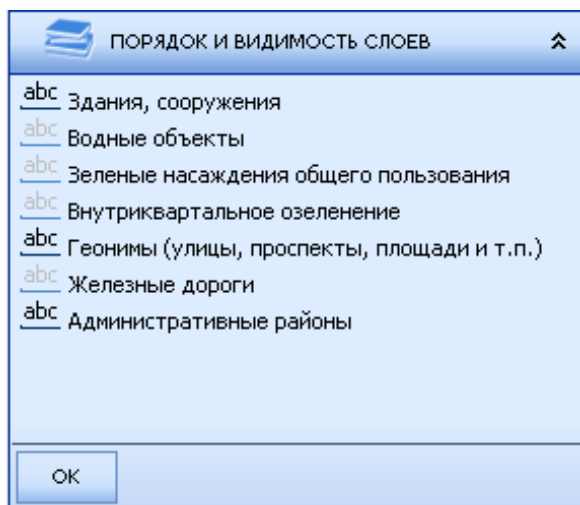 ПОРЯДОК И ВИДИМОСТЬ СЛОЕВ
abc Здания, сооружения
abc Водные объекты
abc Зеленые насаждения общего пользования
abc Внутриквартальное озеленение
abc Геонимы (улицы, проспекты, площади и т.п.)
abc Железные дороги
abc Административные районы
ОК